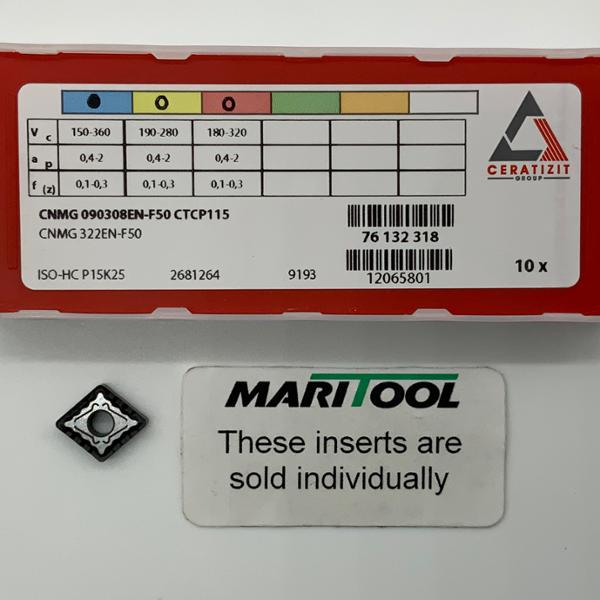 V c 150-360 190-280 180-320
a p 0,4-2 0,4-2 0,4-2
f (z) 0,1-0,3 0,1-0,3 0,1-0,3
CERATIZIT
GROUP
CNMG 090308EN-F50 CTCP115
CNMG 322EN-F50
76 132 318
ISO-HC P15K25 2681264 9193
12065801
10 x
MARITOOL
These inserts are
sold individually